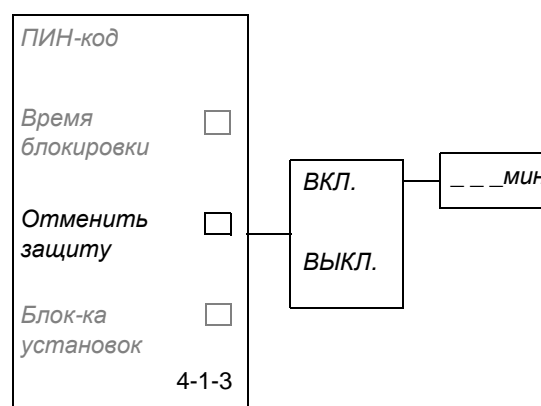 ПИН-код
Время
блокировки
Отменить
защиту
Блок-ка
установок
4-1-3
ВКЛ.
ВЫКЛ.
_ _ _мин